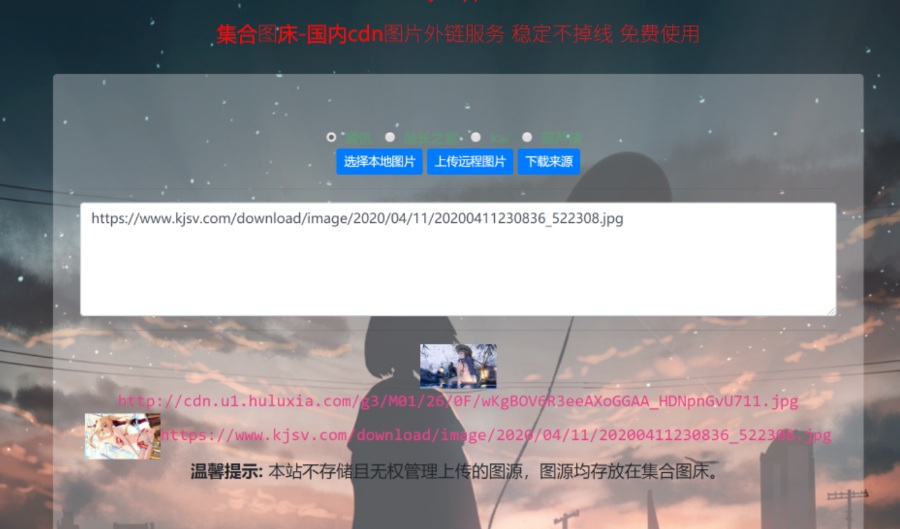 集合图床-国内cdn图片外链服务 稳定不掉线 免费使用
选择本地图片 上传远程图片 下载来源
https://www.kjsv.com/download/image/2020/04/11/20200411230836_522308.jpg
http://cdn.u1.huluxia.com/g3/M01/26/0F/wKgBOV6R3eeAXoGGAA_HDNpnGvU711.jpg
https://www.kjsv.com/download/image/2020/04/11/20200411230836_522308.jpg
温馨提示: 本站不存储且无权管理上传的图源，图源均存放在集合图床。